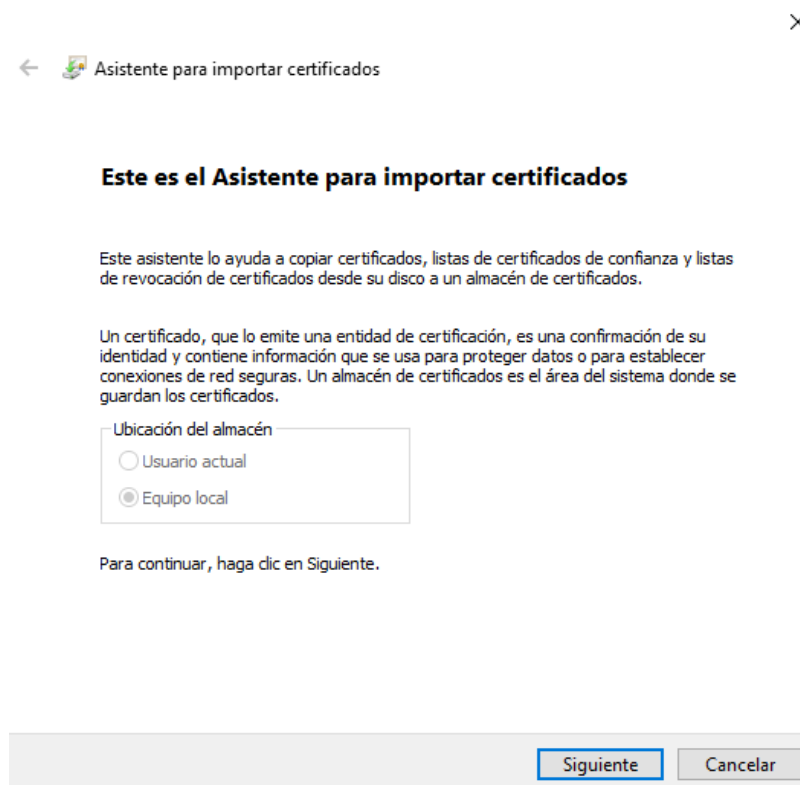 Asistente para importar certificados
Este es el Asistente para importar certificados
Este asistente lo ayuda a copiar certificados, listas de certificados de confianza y listas
de revocación de certificados desde su disco a un almacén de certificados.
Un certificado, que lo emite una entidad de certificación, es una confirmación de su
identidad y contiene información que se usa para proteger datos o para establecer
conexiones de red seguras. Un almacén de certificados es el área del sistema donde se
guardan los certificados.
Ubicación del almacén
Usuario actual
Equipo local
Para continuar, haga clic en Siguiente.
Siguiente
Cancelar